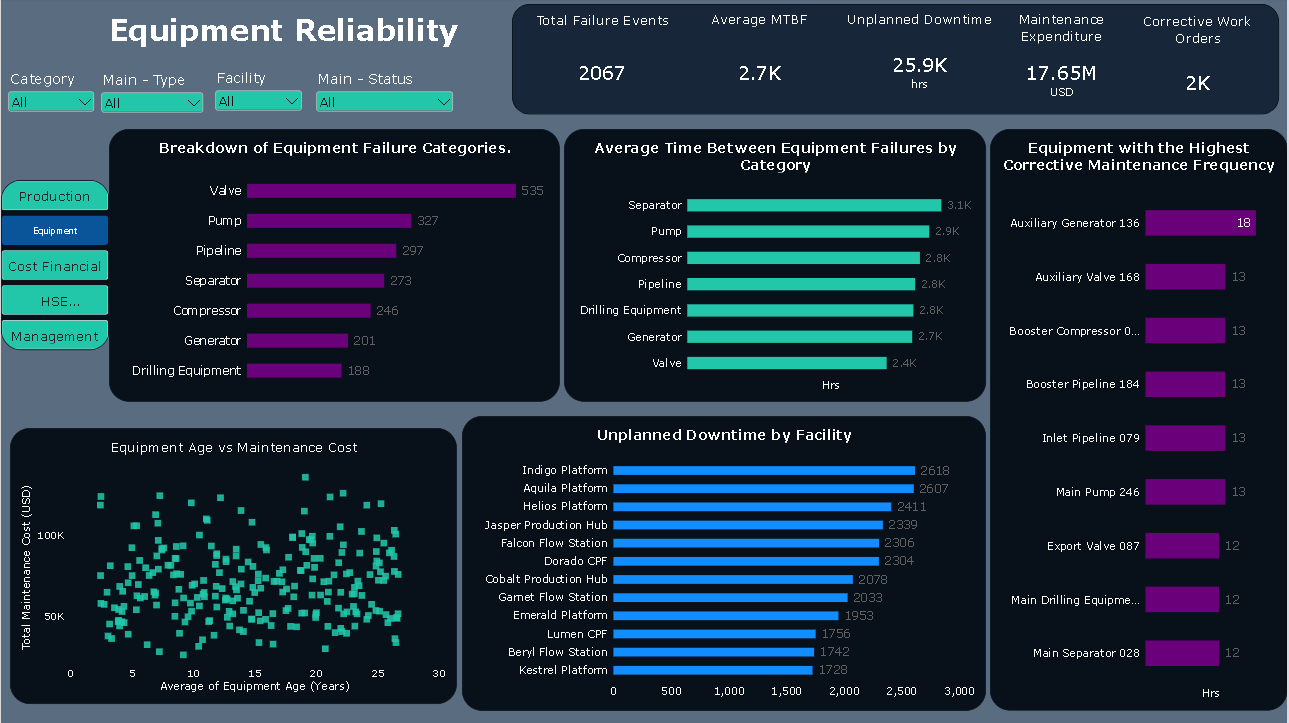 Equipment Reliability
Category
Main - Type
Facility
Main - Status
All
All
All
All
Total Failure Events
2067
Average MTBF
2.7K
Unplanned Downtime
25.9K
hrs
Maintenance
Expenditure
17.65M
USD
Corrective Work
Orders
2K
Production
Equipment
Cost Financial
HSE...
Management
Breakdown of Equipment Failure Categories.
Valve 535
Pump 327
Pipeline 297
Separator 273
Compressor 246
Generator 201
Drilling Equipment 188
Average Time Between Equipment Failures by
Category
Separator 3.1K
Pump 2.9K
Compressor 2.8K
Pipeline 2.8K
Drilling Equipment 2.8K
Generator 2.7K
Valve 2.4K
Hrs
Equipment with the Highest
Corrective Maintenance Frequency
Auxiliary Generator 136 18
Auxiliary Valve 168 13
Booster Compressor 0... 13
Booster Pipeline 184 13
Inlet Pipeline 079 13
Main Pump 246 13
Export Valve 087 12
Main Drilling Equipme... 12
Main Separator 028 12
Hrs
Equipment Age vs Maintenance Cost
Total Maintenance Cost (USD)
100K
50K
0 5 10 15 20 25 30
Average of Equipment Age (Years)
Unplanned Downtime by Facility
Indigo Platform 2618
Aquila Platform 2607
Helios Platform 2411
Jasper Production Hub 2339
Falcon Flow Station 2306
Dorado CPF 2304
Cobalt Production Hub 2078
Garnet Flow Station 2033
Emerald Platform 1953
Lumen CPF 1756
Beryl Flow Station 1742
Kestrel Platform 1728
0 500 1,000 1,500 2,000 2,500 3,000